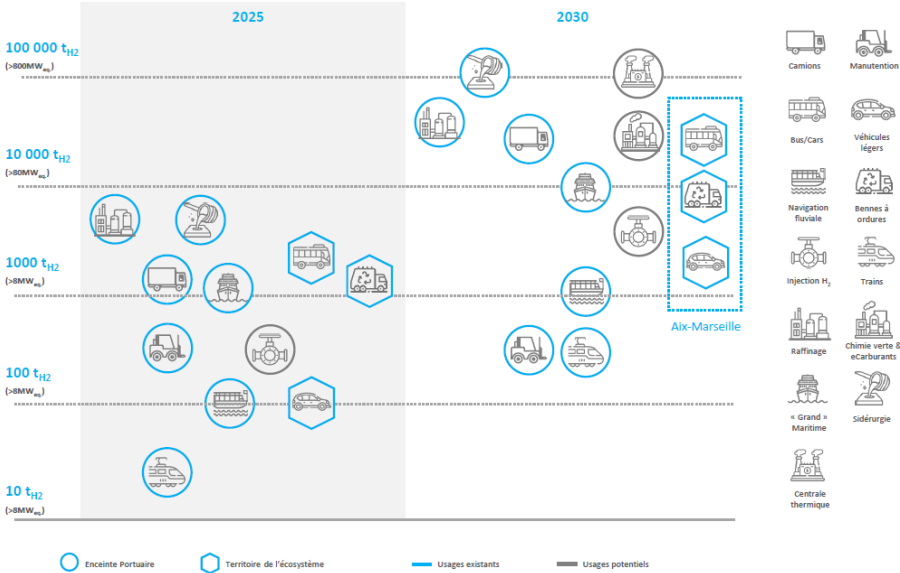 2025
2030
100 000 tH2
(>800MWeq.)
10 000 tH2
(>80MWeq.)
1000 tH2
(>8MWeq.)
100 tH2
(>8MWeq.)
10 tH2
(>8MWeq.)
Aix-Marseille
Camions
Manutention
Bus/Cars
Véhicules
légers
Navigation
fluviale
Bennes à
ordures
Injection H2
Trains
Raffinage
Chimie verte &
eCarburants
« Grand »
Maritime
Sidérurgie
Centrale
thermique
Enceinte Portuaire
Territoire de l'écosystème
Usages existants
Usages potentiels